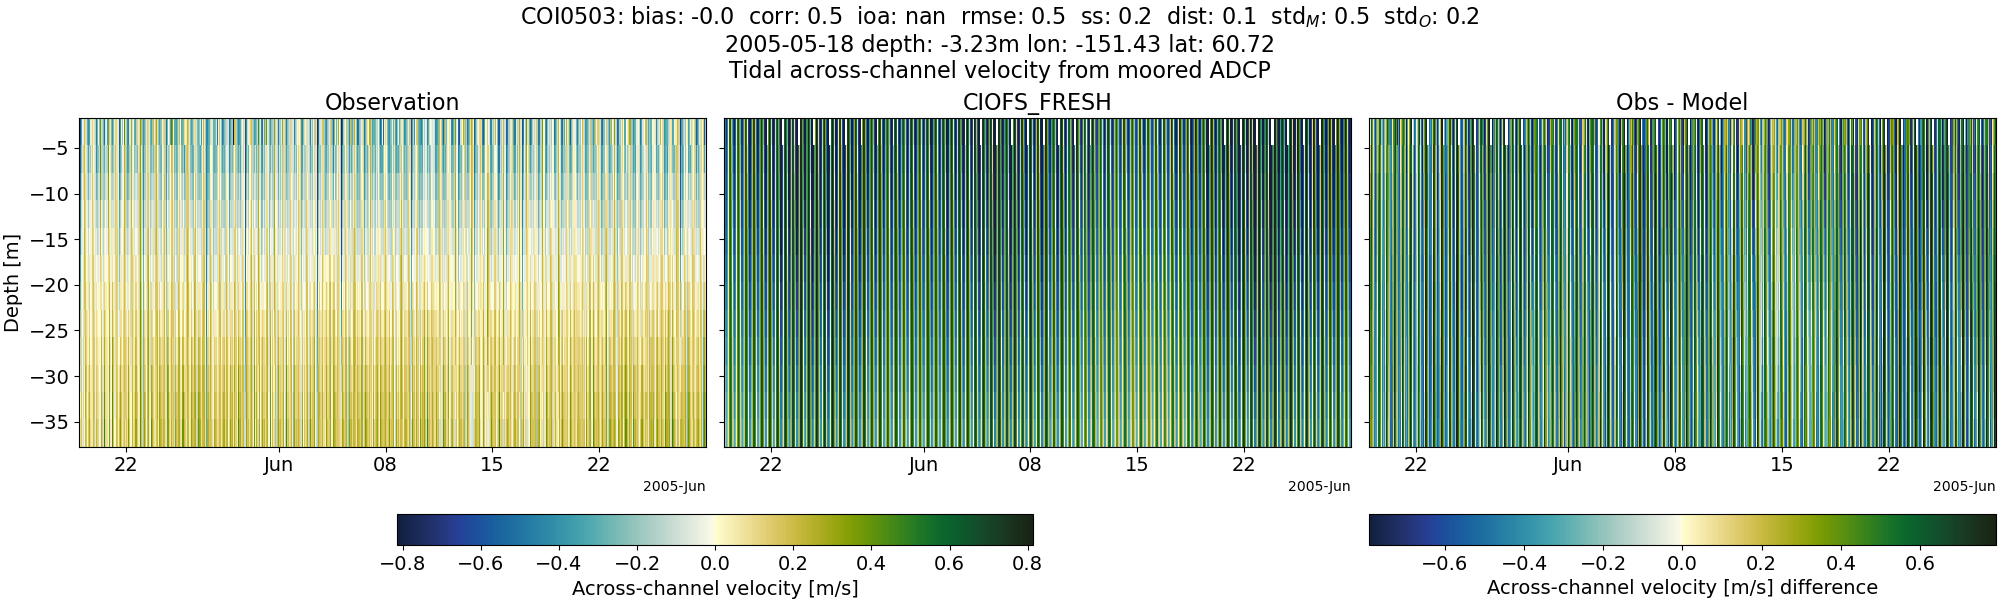 COI0503: bias: -0.0 corr: 0.5 ioa: nan rmse: 0.5 ss: 0.2 dist: 0.1 std_M: 0.5 std_O: 0.2
2005-05-18 depth: -3.23m lon: -151.43 lat: 60.72
Tidal across-channel velocity from moored ADCP
Observation
CIOFS_FRESH
Obs - Model
Depth [m]
−5
−10
−15
−20
−25
−30
−35
22 Jun 08 15 22
2005-Jun
22 Jun 08 15 22
2005-Jun
22 Jun 08 15 22
2005-Jun
−0.8 −0.6 −0.4 −0.2 0.0 0.2 0.4 0.6 0.8
Across-channel velocity [m/s]
−0.6 −0.4 −0.2 0.0 0.2 0.4 0.6
Across-channel velocity [m/s] difference